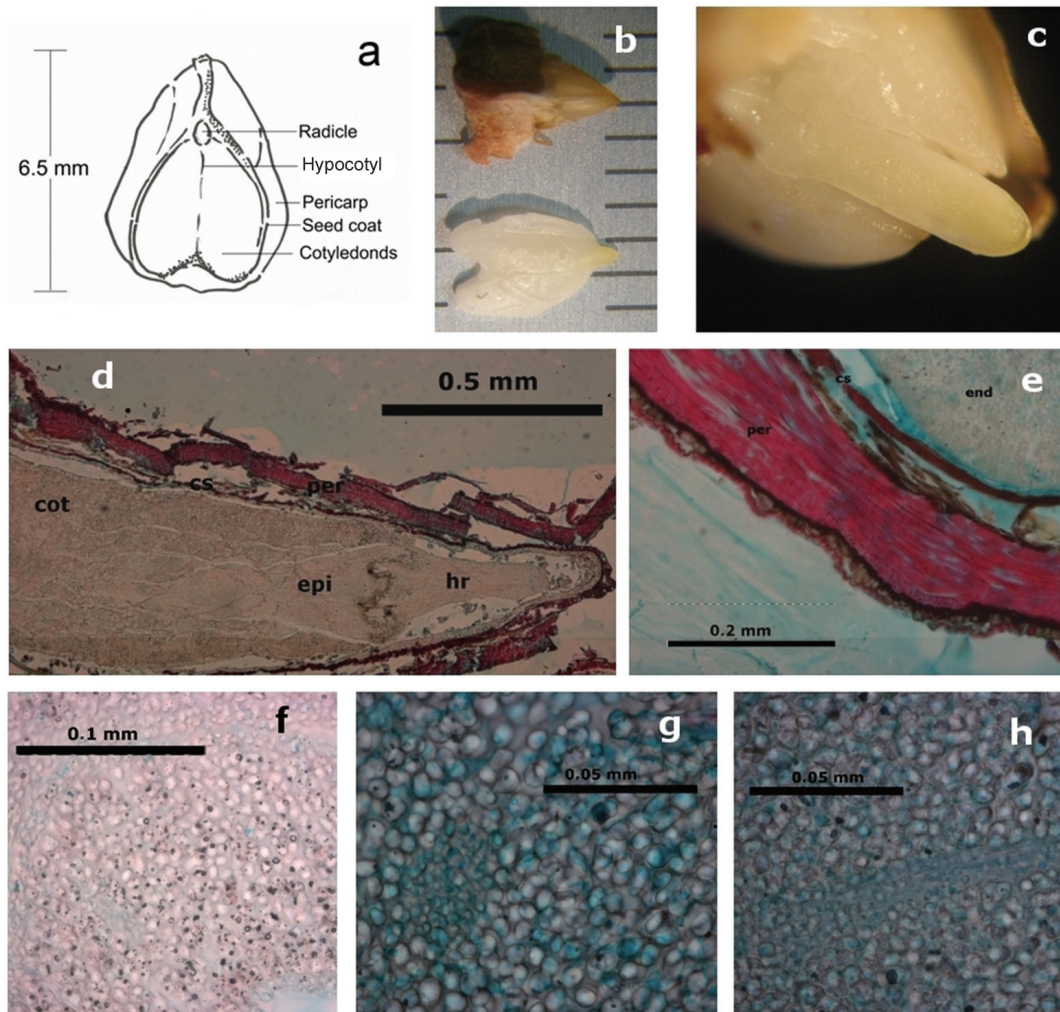 a
6.5 mm
Radicle
Hypocotyl
Pericarp
Seed coat
Cotyledonds
b
c
d
0.5 mm
cs
per
cot
epi
hr
e
cs
end
per
0.2 mm
f
0.1 mm
g
0.05 mm
h
0.05 mm